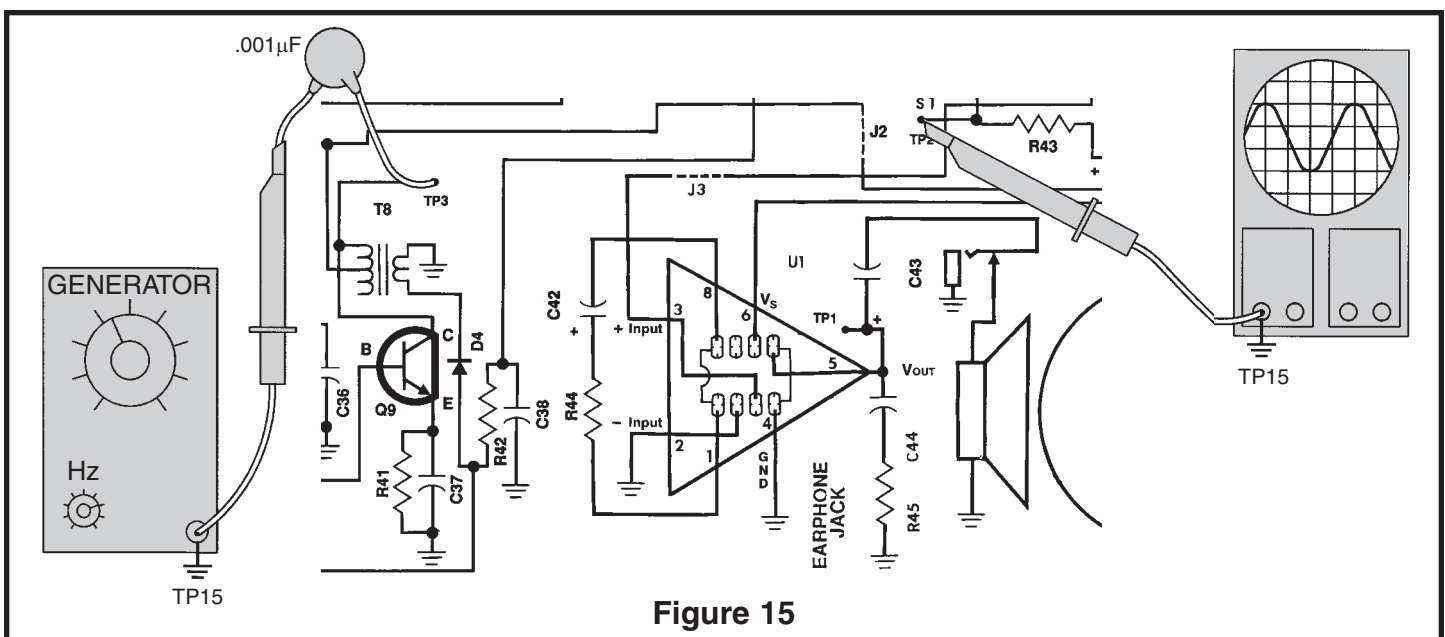 .001µF
S1
J2
TP2
R43
+
TP3
J3
T8
GENERATOR
U1
C43
C42
+
8
Vs
6
3
+ Input
TP1
+
B
C
D4
5
VOUT
TP15
C36
Q9
E
R42
C38
R44
- Input
2
4
1
GND
C44
Hz
R41
C37
EARPHONE
JACK
R45
TP15
Figure 15